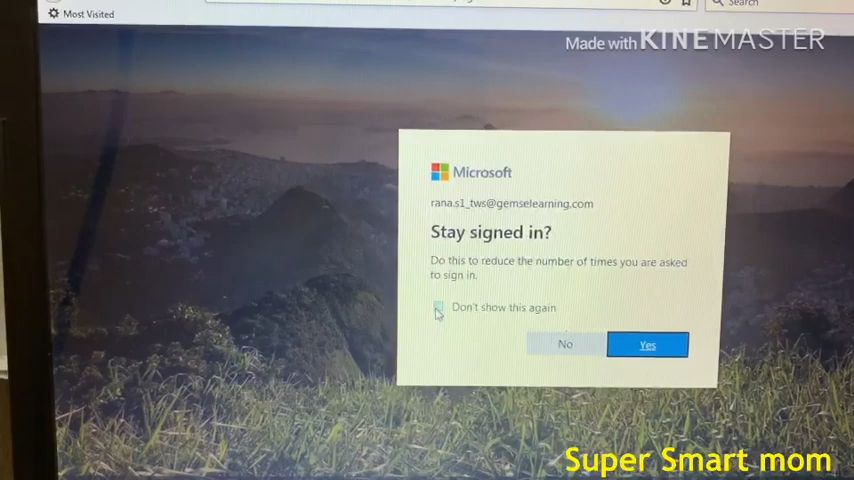 Search
Most Visited
Made with KINEMASTER
Microsoft
rana.s1_tws@gemselearning.com
Stay signed in?
Do this to reduce the number of times you are asked
to sign in.
Don't show this again
No
Yes
Super Smart mom